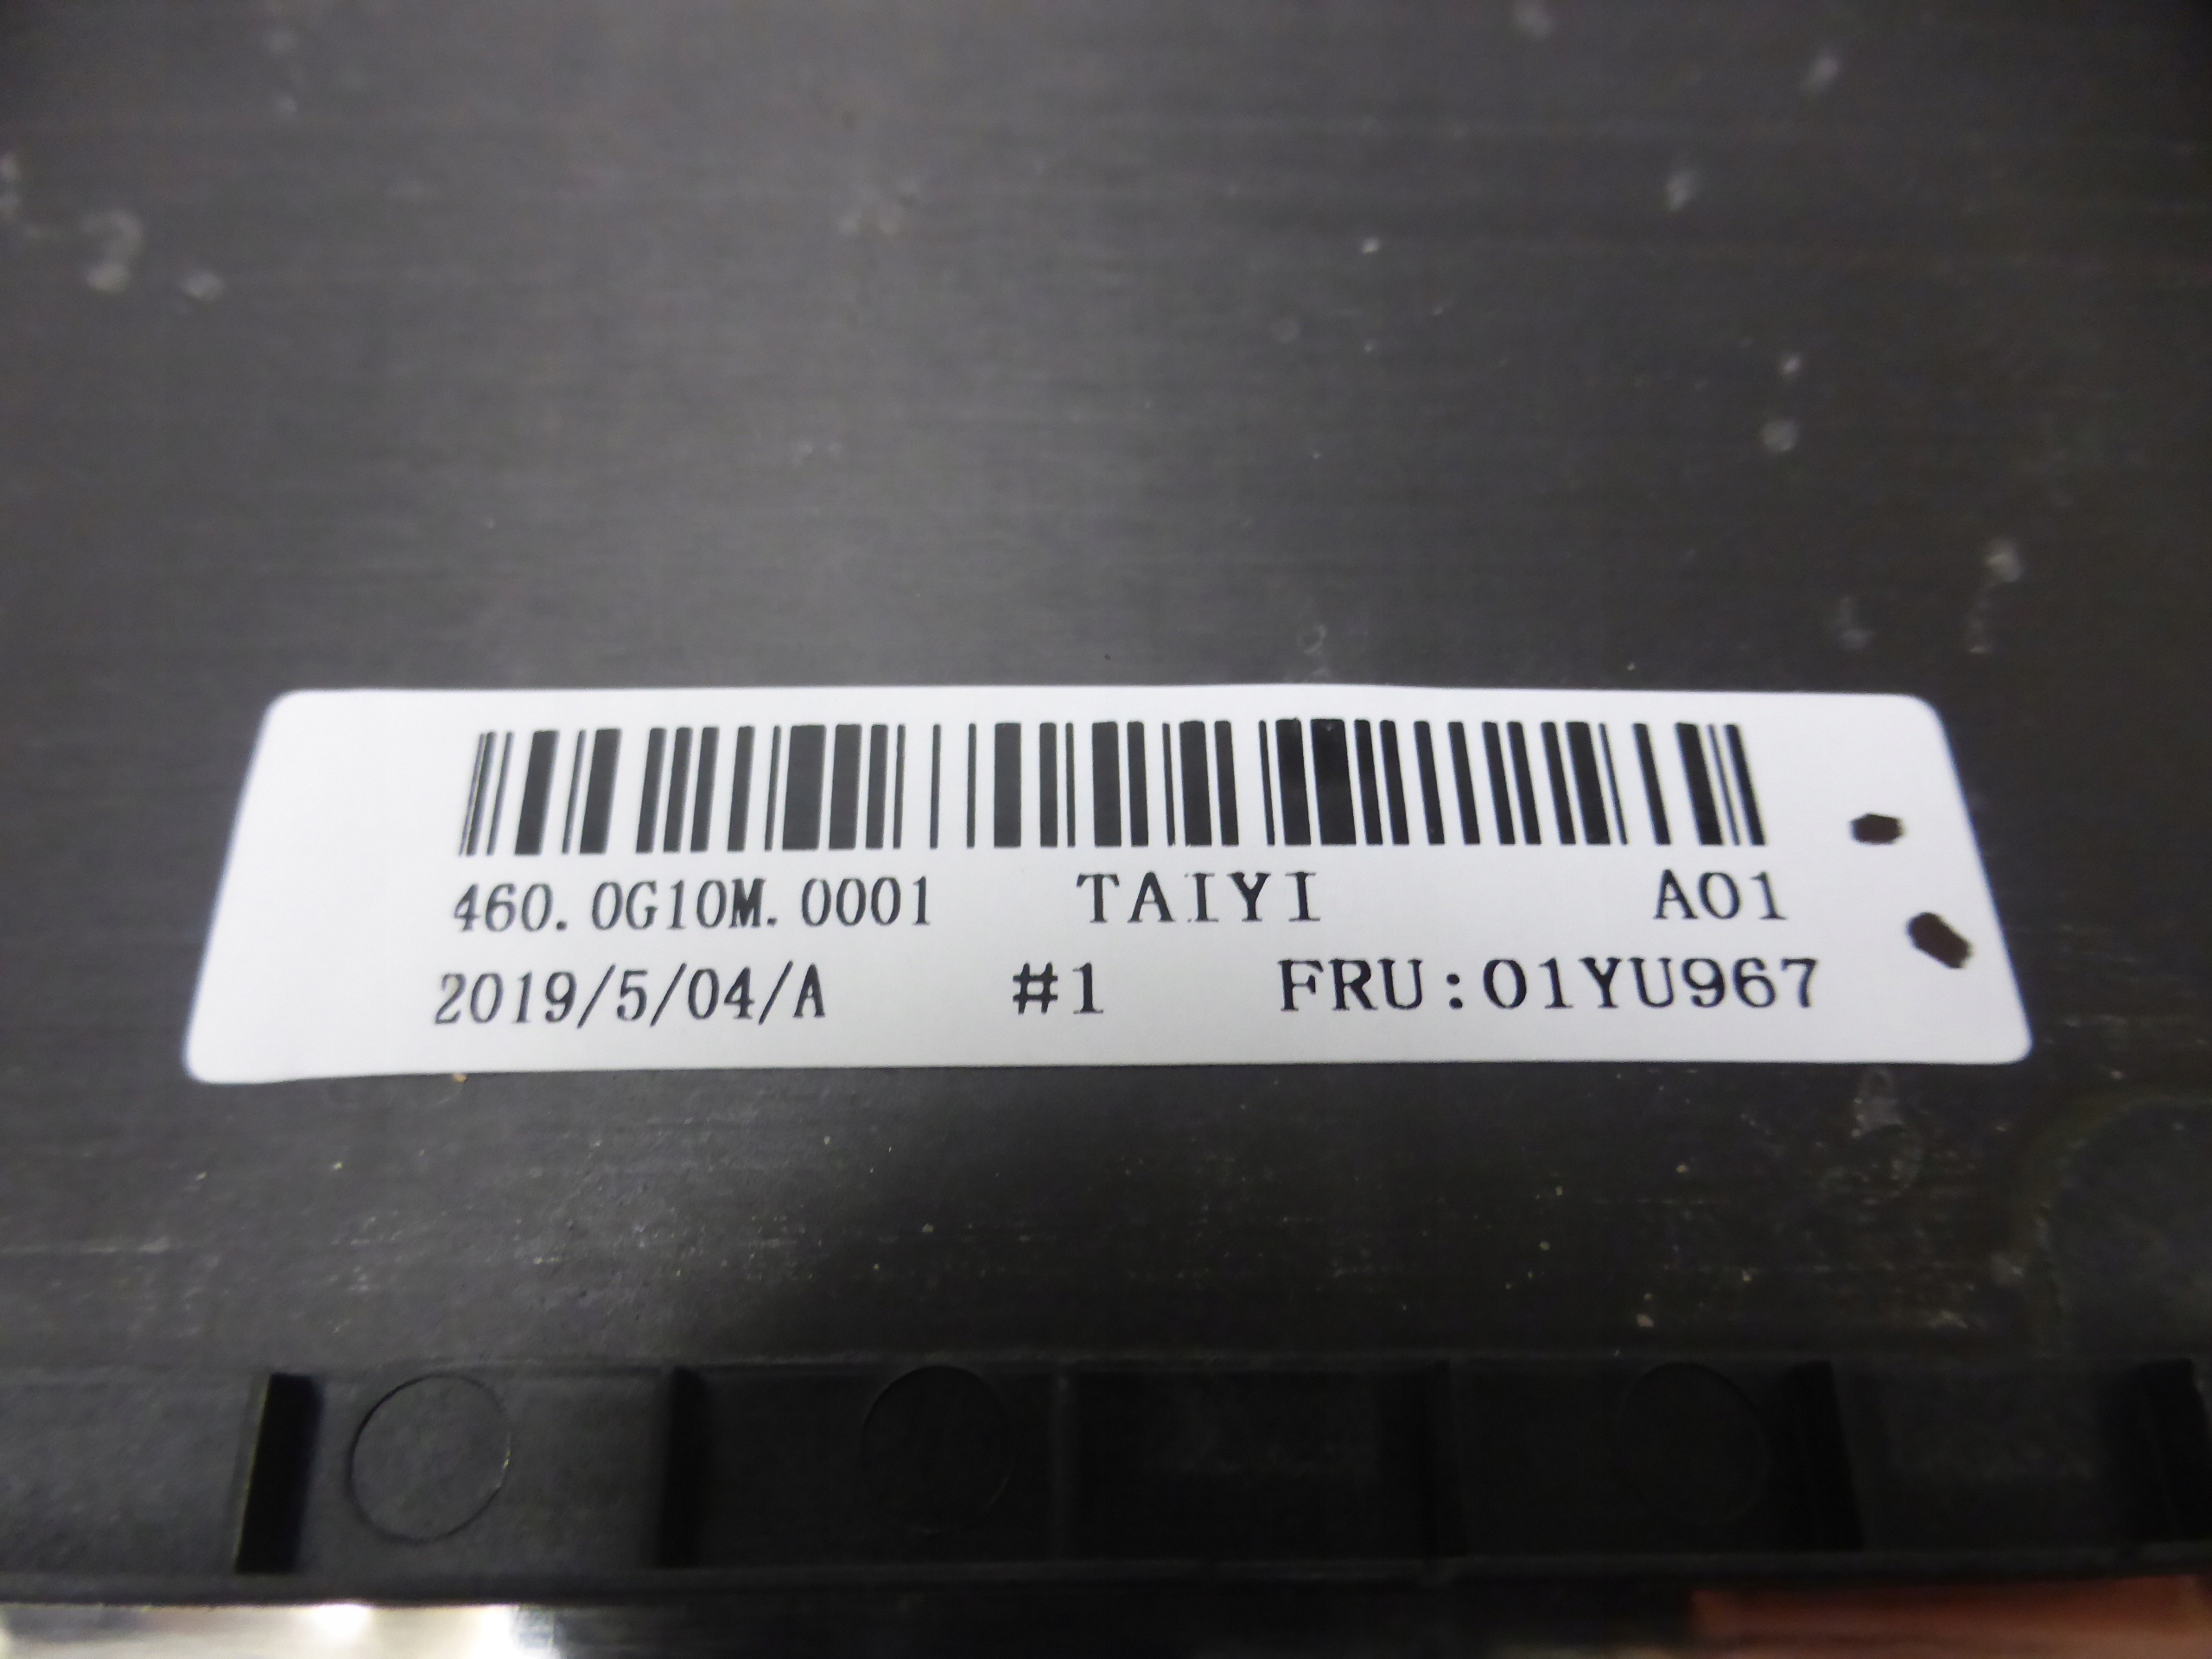 460.0G10M.0001 TAIYI A01
2019/5/04/A #1 FRU:01YU967